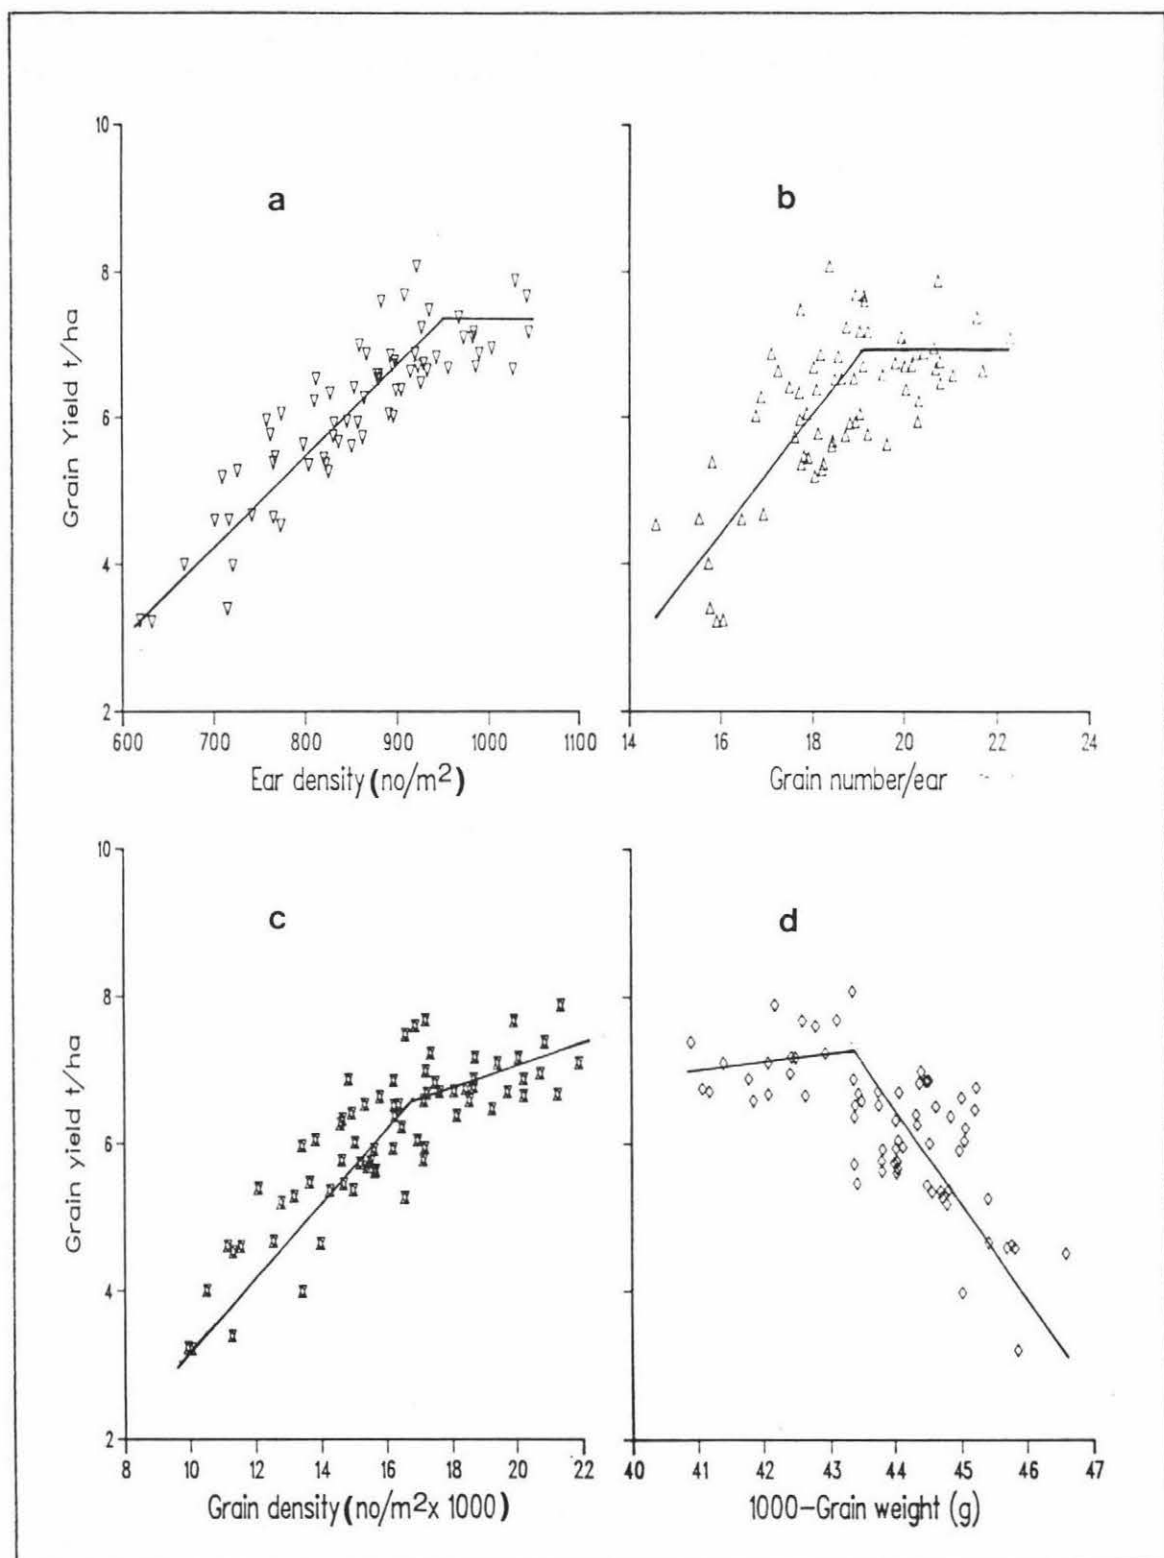 10
8
6
4
2
Grain Yield t/ha
a
600 700 800 900 1000 1100
Ear density (no/m2)
b
14 16 18 20 22 24
Grain number/ear
10
8
6
4
2
Grain yield t/ha
c
8 10 12 14 16 18 20 22
Grain density (no/m2x 1000)
d
40 41 42 43 44 45 46 47
1000-Grain weight (g)